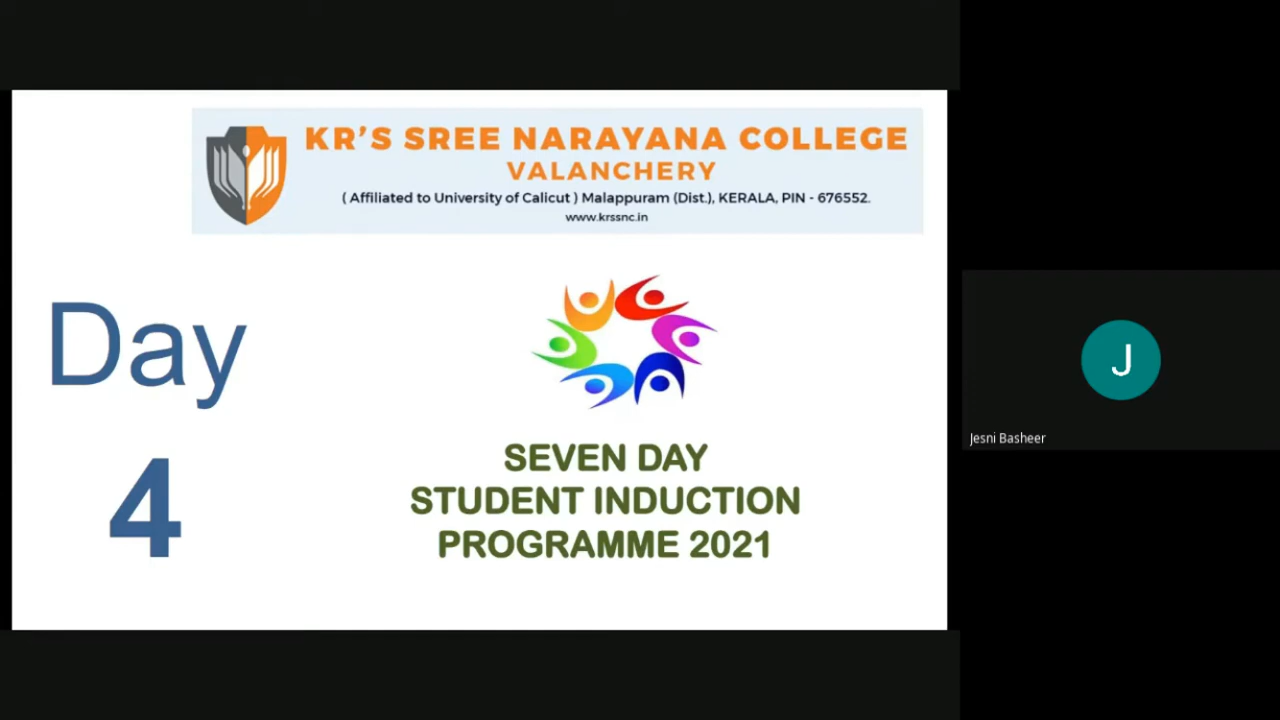 KR'S SREE NARAYANA COLLEGE
VALANCHERY
( Affiliated to University of Calicut ) Malappuram (Dist.), KERALA, PIN - 676552.
www.krssnc.in
Day
4
SEVEN DAY
STUDENT INDUCTION
PROGRAMME 2021
J
Jesni Basheer